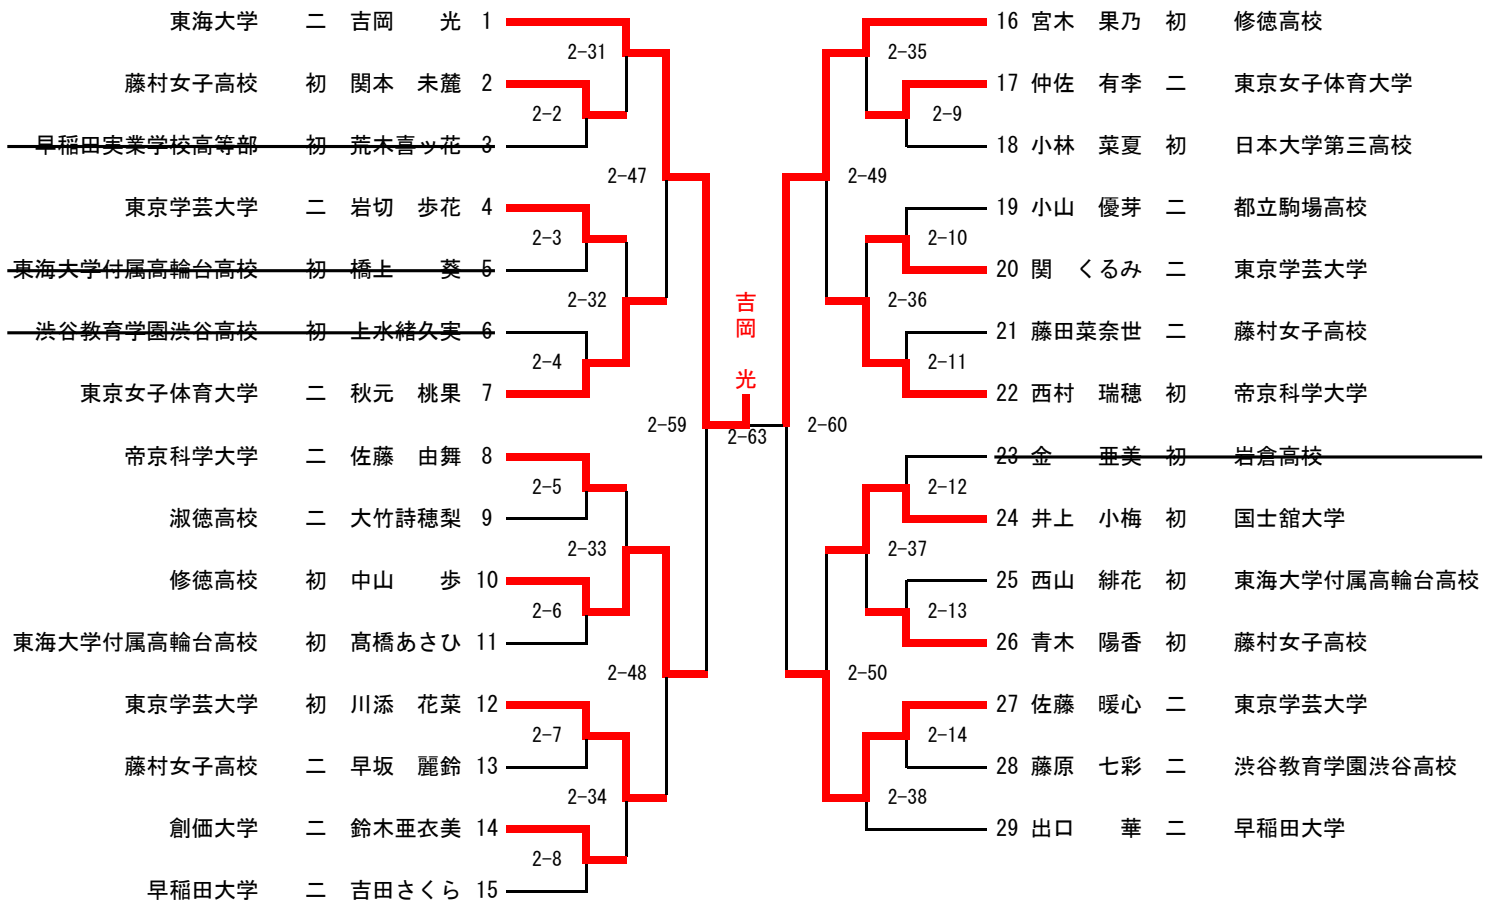 東海大学 二 吉岡 光 1
2-31
藤村女子高校 初 関本 未麓 2
2-2
早稲田実業学校高等部 初 荒木喜ッ花 3
2-47
東京学芸大学 二 岩切 歩花 4
2-3
東海大学付属高輪台高校 初 橋上 葵 5
2-32
渋谷教育学園渋谷高校 初 上水緒久実 6
2-4
東京女子体育大学 二 秋元 桃果 7
2-59
帝京科学大学 二 佐藤 由舞 8
2-5
淑徳高校 二 大竹詩穂梨 9
2-33
修徳高校 初 中山 歩 10
2-6
東海大学付属高輪台高校 初 髙橋あさひ 11
2-48
東京学芸大学 初 川添 花菜 12
2-7
藤村女子高校 二 早坂 麗鈴 13
2-34
創価大学 二 鈴木亜衣美 14
2-8
早稲田大学 二 吉田さくら 15
吉岡 光
2-63
16 宮木 果乃 初 修徳高校
2-35
17 仲佐 有李 二 東京女子体育大学
2-9
18 小林 菜夏 初 日本大学第三高校
2-49
19 小山 優芽 二 都立駒場高校
2-10
20 関 くるみ 二 東京学芸大学
2-36
21 藤田菜奈世 二 藤村女子高校
2-11
22 西村 瑞穂 初 帝京科学大学
2-60
23 金 亜美 初 岩倉高校
2-12
24 井上 小梅 初 国士舘大学
2-37
25 西山 緋花 初 東海大学付属高輪台高校
2-13
26 青木 陽香 初 藤村女子高校
2-50
27 佐藤 暖心 二 東京学芸大学
2-14
28 藤原 七彩 二 渋谷教育学園渋谷高校
2-38
29 出口 華 二 早稲田大学